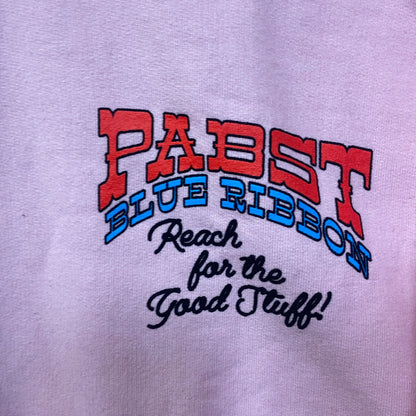 PABST
BLUE RIBBON
Reach
for the
Good Stuff!